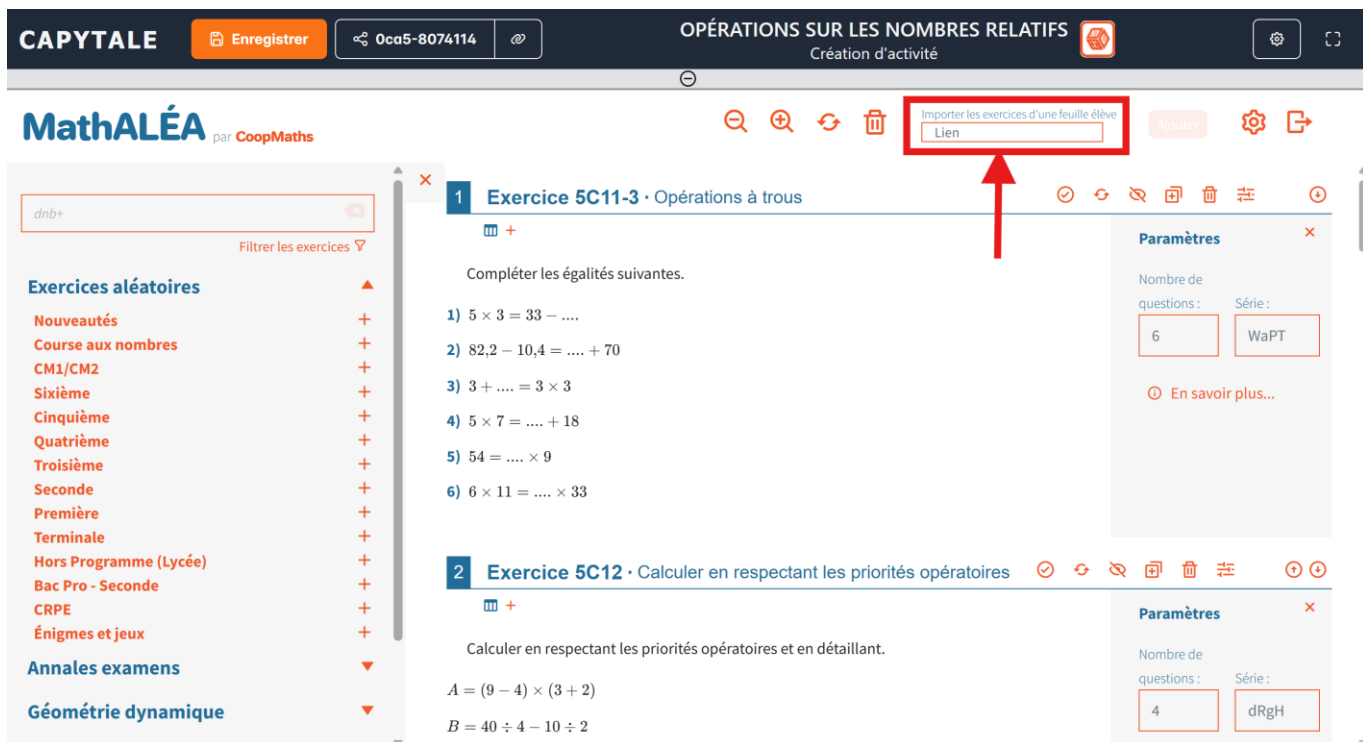 CAPYTALE
Enregistrer
0ca5-8074114
OPÉRATIONS SUR LES NOMBRES RELATIFS
Création d'activité
MathALÉA par CoopMaths
Importer les exercices d'une feuille élève
Lien
Ajouter
dnb+
Filtrer les exercices
Exercices aléatoires
Nouveautés +
Course aux nombres +
CM1/CM2 +
Sixième +
Cinquième +
Quatrième +
Troisième +
Seconde +
Première +
Terminale +
Hors Programme (Lycée) +
Bac Pro - Seconde +
CRPE +
Énigmes et jeux +
Annales examens
Géométrie dynamique
1 Exercice 5C11-3 · Opérations à trous
+
Compléter les égalités suivantes.
1) 5 × 3 = 33 − ....
2) 82,2 − 10,4 = .... + 70
3) 3 + .... = 3 × 3
4) 5 × 7 = .... + 18
5) 54 = .... × 9
6) 6 × 11 = .... × 33
Paramètres
Nombre de
questions : Série :
6 WaPT
En savoir plus...
2 Exercice 5C12 · Calculer en respectant les priorités opératoires
+
Calculer en respectant les priorités opératoires et en détaillant.
A = (9 − 4) × (3 + 2)
B = 40 ÷ 4 − 10 ÷ 2
Paramètres
Nombre de
questions : Série :
4 dRgH